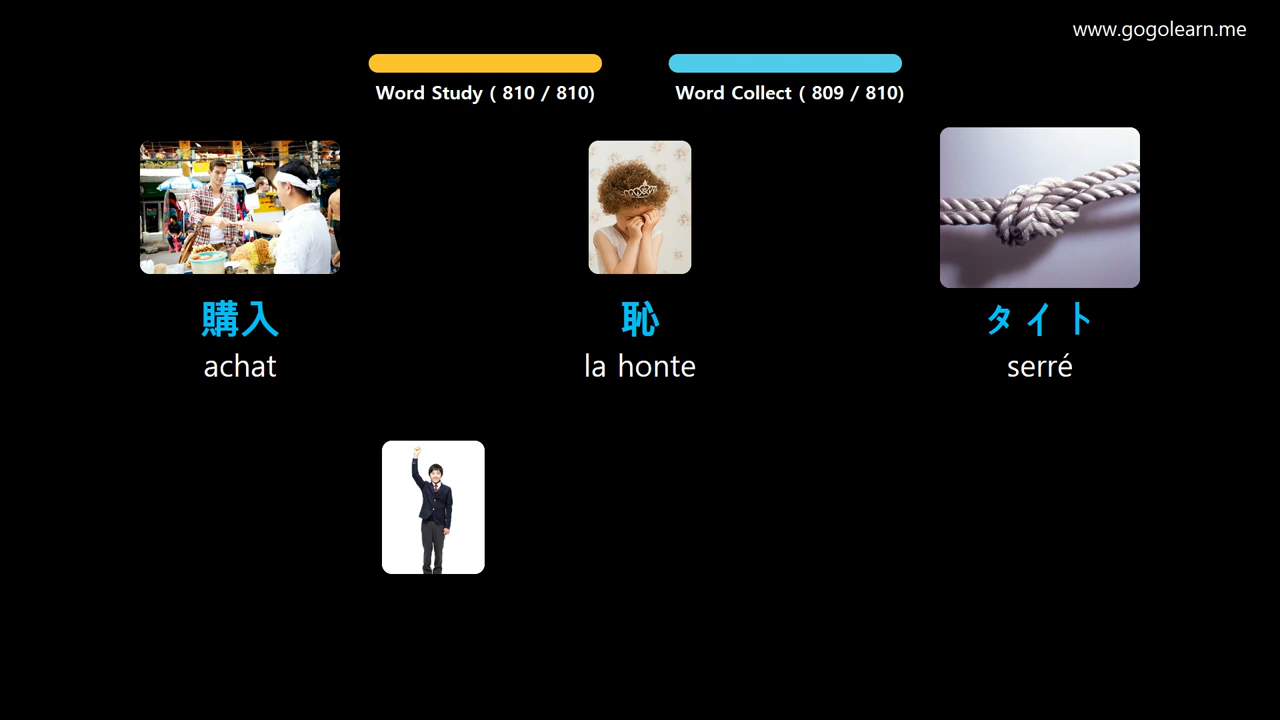 www.gogolearn.me
Word Study ( 810 / 810)
Word Collect ( 809 / 810)
購入
恥
タイト
achat
la honte
serré